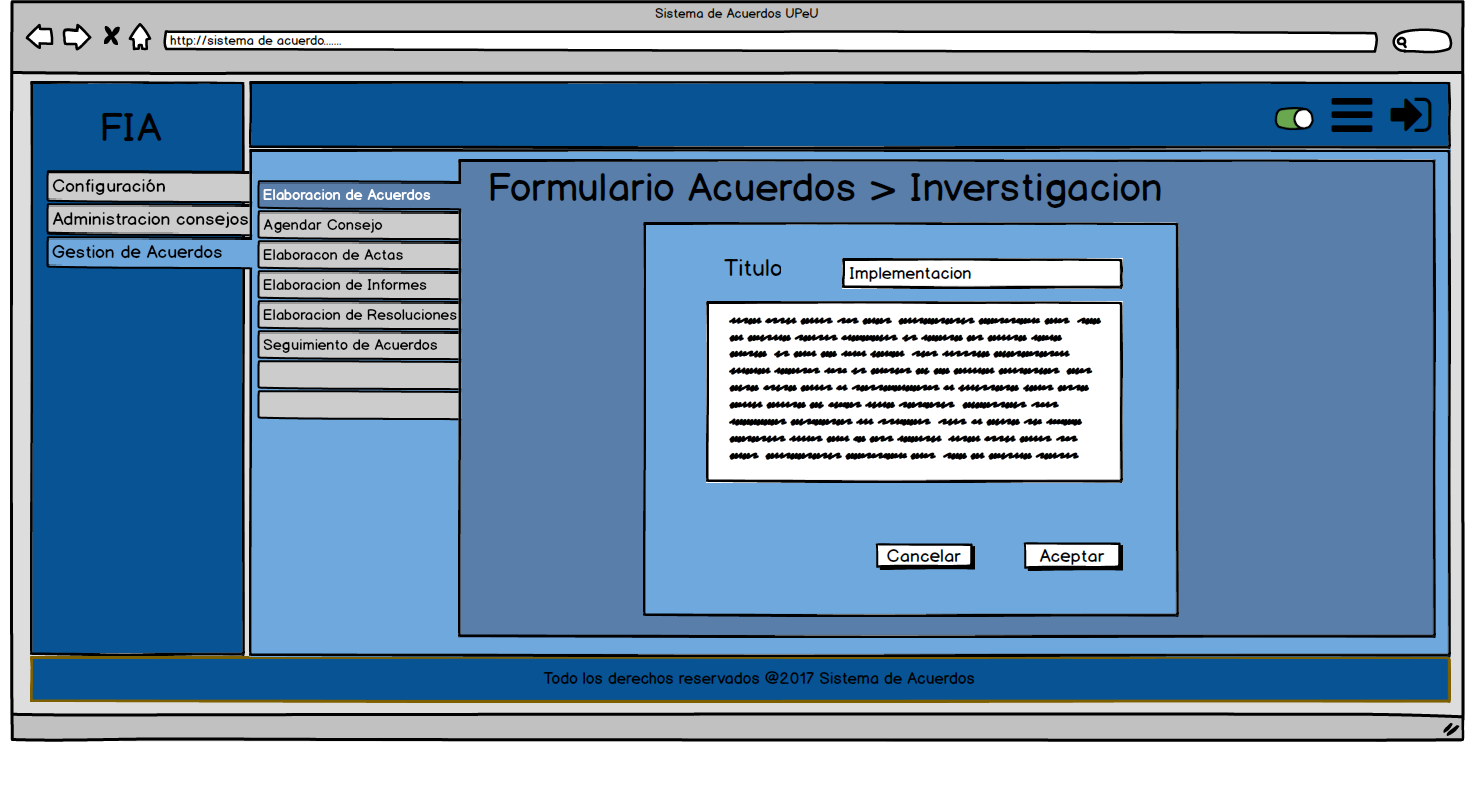 Sistema de Acuerdos UPeU
http://sistema de acuerdo......
FIA
Configuración
Administracion consejos
Gestion de Acuerdos
Elaboracion de Acuerdos
Agendar Consejo
Elaboracon de Actas
Elaboracion de Informes
Elaboracion de Resoluciones
Seguimiento de Acuerdos
Formulario Acuerdos > Inverstigacion
Titulo
Implementacion
Cancelar
Aceptar
Todo los derechos reservados @2017 Sistema de Acuerdos